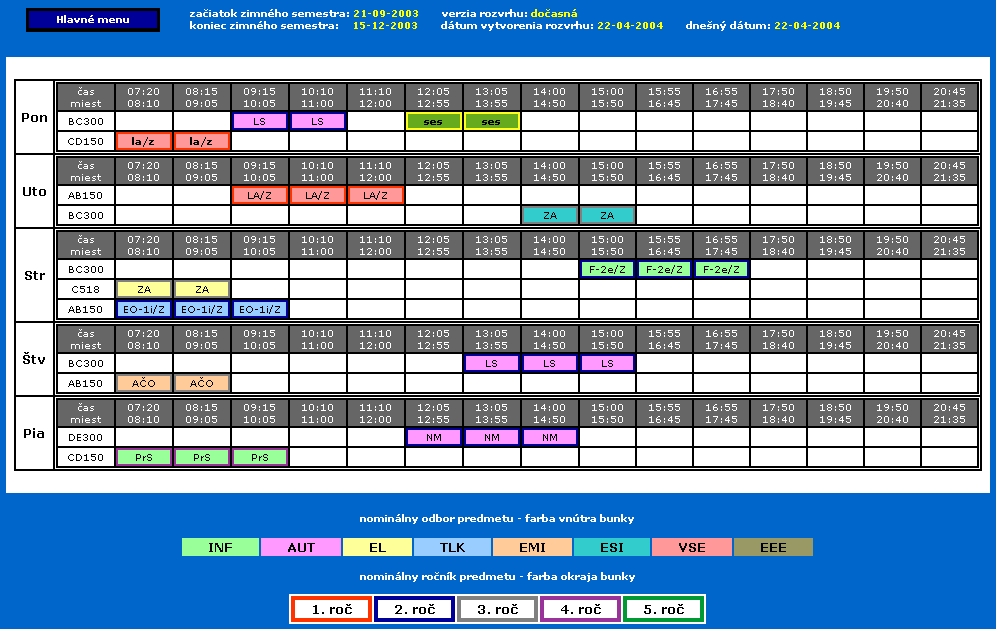 Hlavné menu
začiatok zimného semestra: 21-09-2003 verzia rozvrhu: dočasná
koniec zimného semestra: 15-12-2003 dátum vytvorenia rozvrhu: 22-04-2004 dnešný dátum: 22-04-2004
Pon
čas 07:20 08:15 09:15 10:10 11:10 12:05 13:05 14:00 15:00 15:55 16:55 17:50 18:50 19:50 20:45
miest 08:10 09:05 10:05 11:00 12:00 12:55 13:55 14:50 15:50 16:45 17:45 18:40 19:45 20:40 21:35
BC300 LS LS ses ses
CD150 la/z la/z
Uto
čas 07:20 08:15 09:15 10:10 11:10 12:05 13:05 14:00 15:00 15:55 16:55 17:50 18:50 19:50 20:45
miest 08:10 09:05 10:05 11:00 12:00 12:55 13:55 14:50 15:50 16:45 17:45 18:40 19:45 20:40 21:35
AB150 LA/Z LA/Z LA/Z
BC300 ZA ZA
Str
čas 07:20 08:15 09:15 10:10 11:10 12:05 13:05 14:00 15:00 15:55 16:55 17:50 18:50 19:50 20:45
miest 08:10 09:05 10:05 11:00 12:00 12:55 13:55 14:50 15:50 16:45 17:45 18:40 19:45 20:40 21:35
BC300 F-2e/Z F-2e/Z F-2e/Z
C518 ZA ZA
AB150 EO-1i/Z EO-1i/Z EO-1i/Z
Štv
čas 07:20 08:15 09:15 10:10 11:10 12:05 13:05 14:00 15:00 15:55 16:55 17:50 18:50 19:50 20:45
miest 08:10 09:05 10:05 11:00 12:00 12:55 13:55 14:50 15:50 16:45 17:45 18:40 19:45 20:40 21:35
BC300 LS LS LS
AB150 AČO AČO
Pia
čas 07:20 08:15 09:15 10:10 11:10 12:05 13:05 14:00 15:00 15:55 16:55 17:50 18:50 19:50 20:45
miest 08:10 09:05 10:05 11:00 12:00 12:55 13:55 14:50 15:50 16:45 17:45 18:40 19:45 20:40 21:35
DE300 NM NM NM
CD150 PrS PrS PrS
nominálny odbor predmetu - farba vnútra bunky
INF AUT EL TLK EMI ESI VSE EEE
nominálny ročník predmetu - farba okraja bunky
1. roč 2. roč 3. roč 4. roč 5. roč